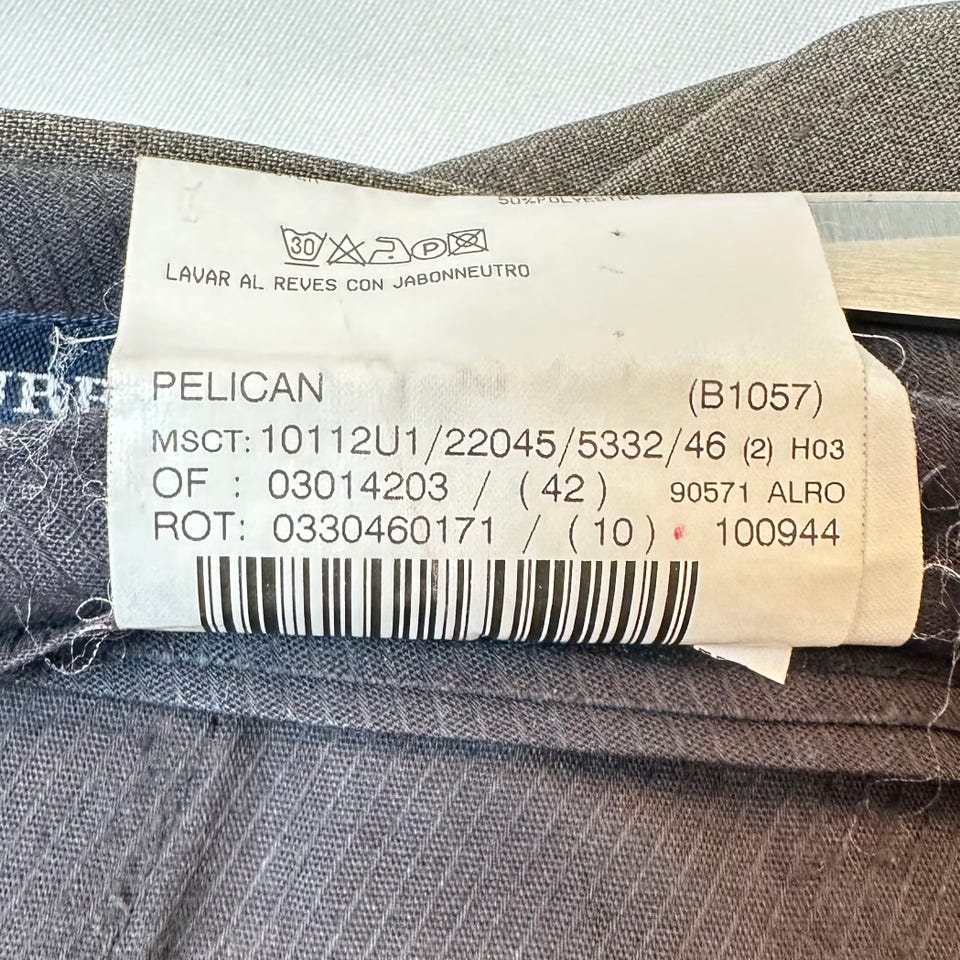 50%POLYESTER
30 P
LAVAR AL REVES CON JABONNEUTRO
PELICAN (B1057)
MSCT: 10112U1/22045/5332/46 (2) H03
OF : 03014203 / (42) 90571 ALRO
ROT: 0330460171 / (10) 100944